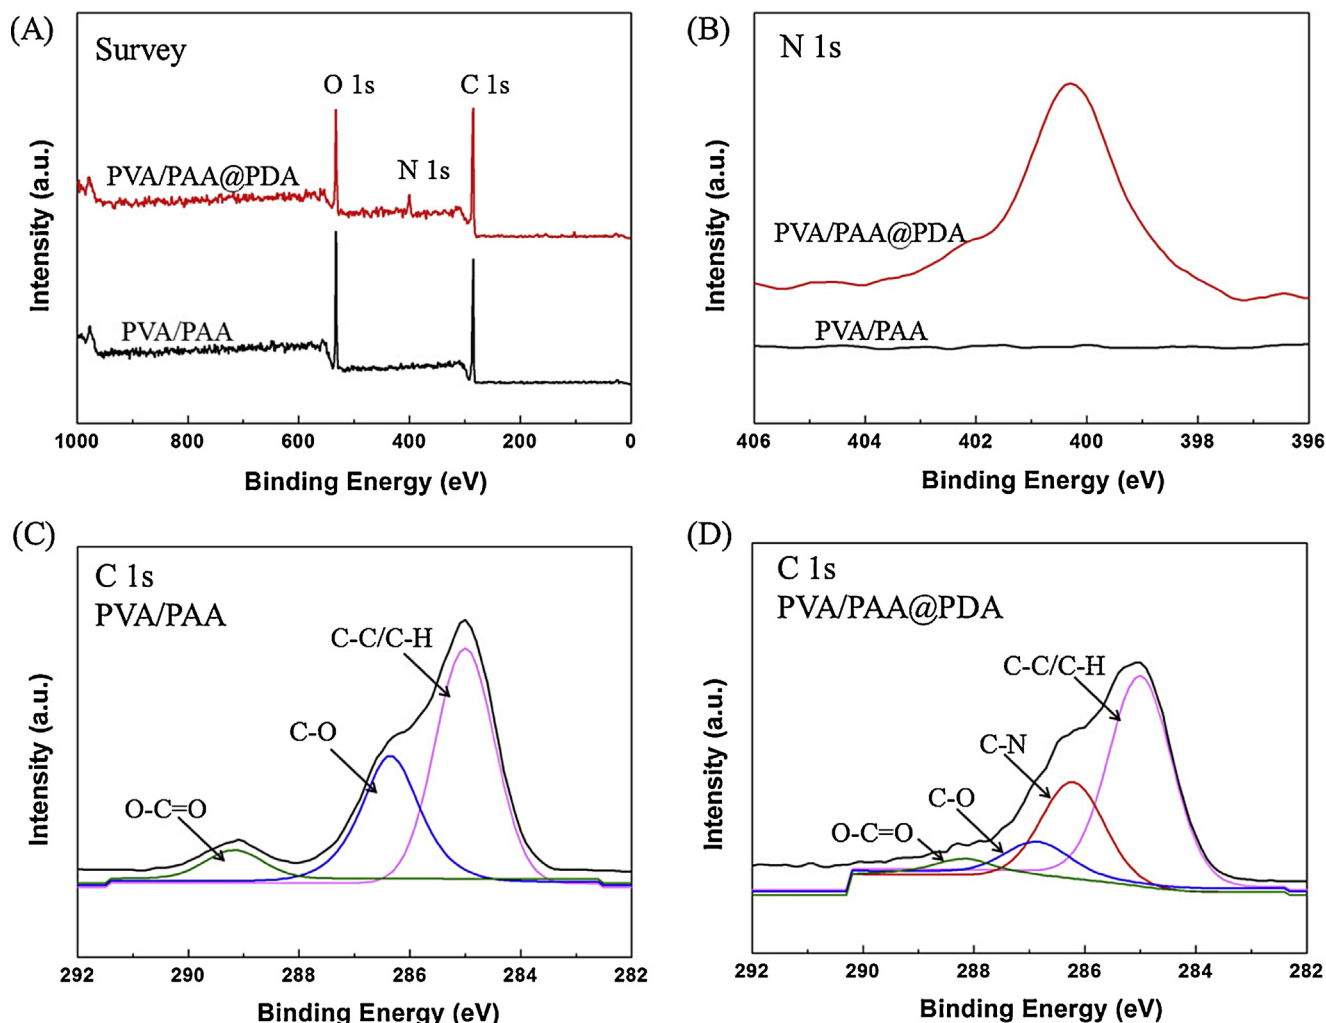 (A)
Survey
O 1s
C 1s
N 1s
PVA/PAA@PDA
PVA/PAA
Intensity (a.u.)
1000 800 600 400 200 0
Binding Energy (eV)
(B)
N 1s
PVA/PAA@PDA
PVA/PAA
Intensity (a.u.)
406 404 402 400 398 396
Binding Energy (eV)
(C)
C 1s
PVA/PAA
C-C/C-H
C-O
O-C=O
Intensity (a.u.)
292 290 288 286 284 282
Binding Energy (eV)
(D)
C 1s
PVA/PAA@PDA
C-C/C-H
C-N
C-O
O-C=O
Intensity (a.u.)
292 290 288 286 284 282
Binding Energy (eV)